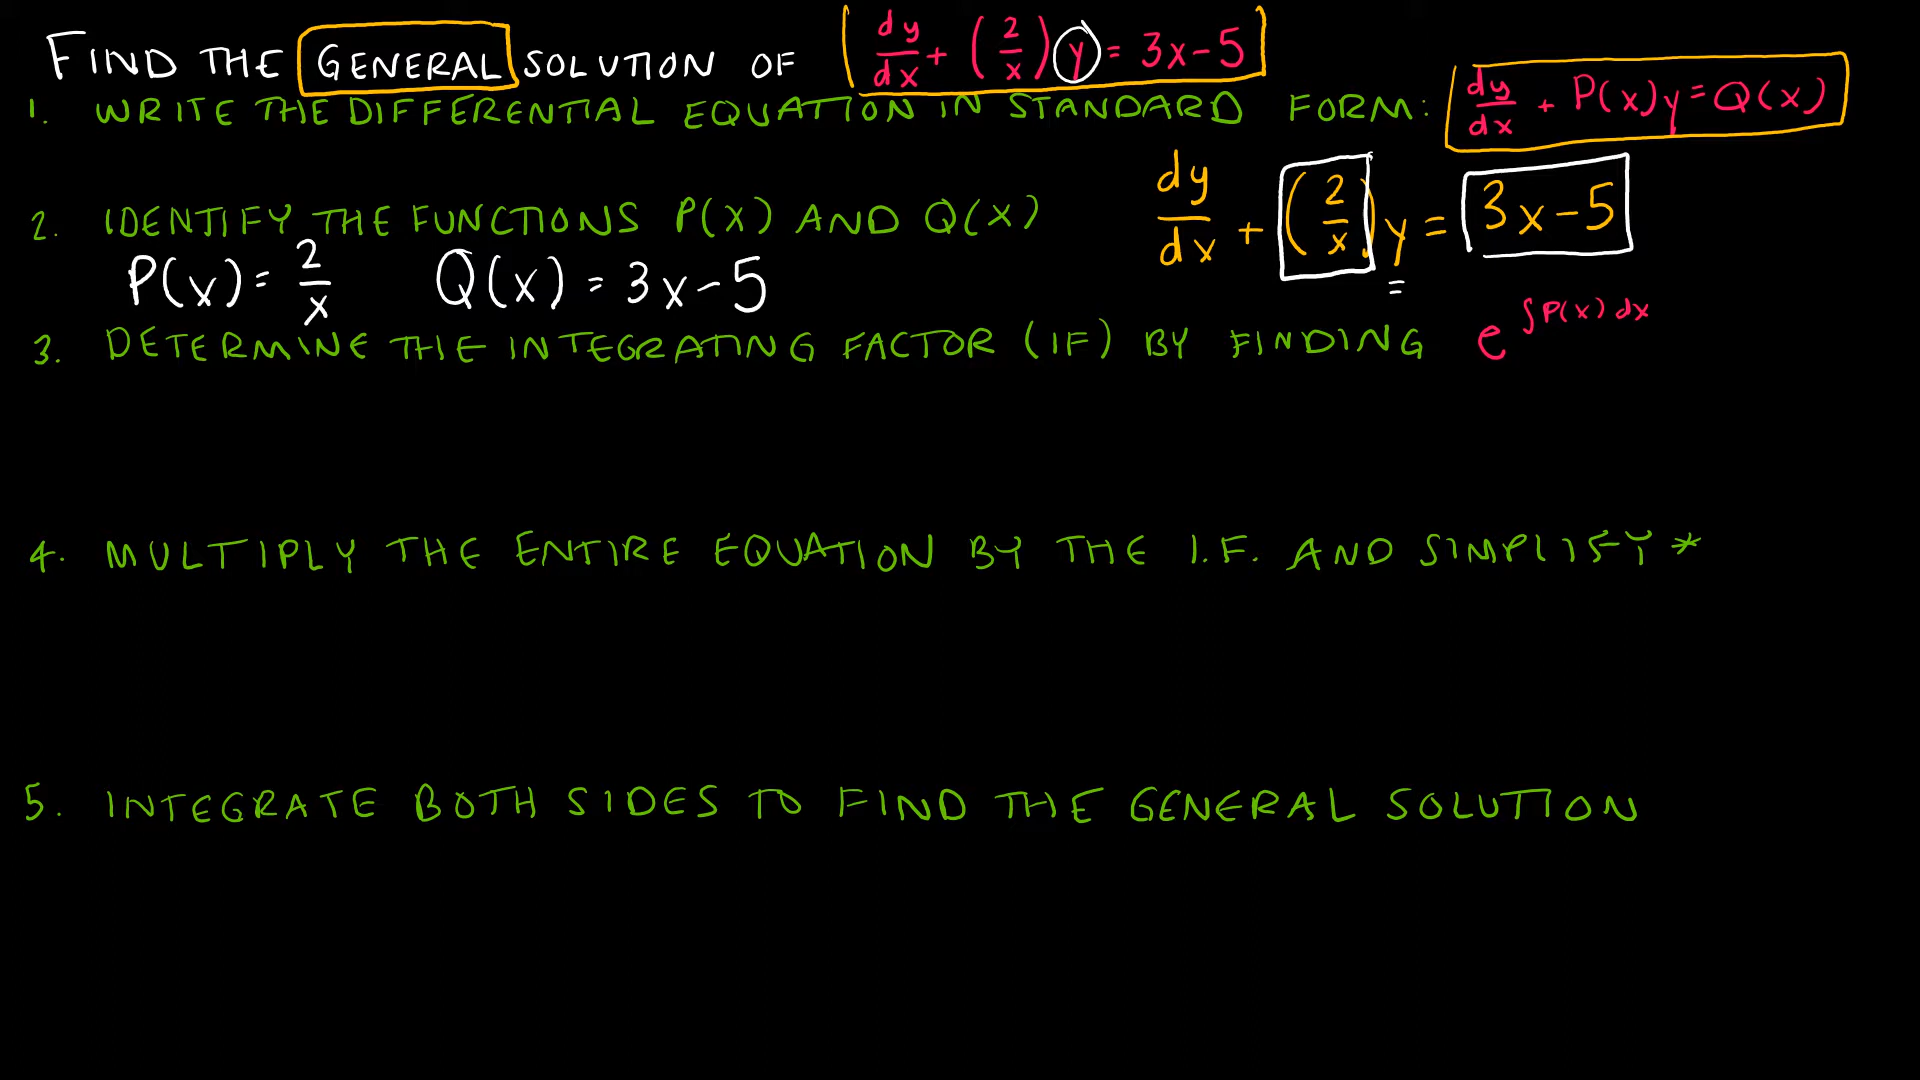 FIND THE GENERAL SOLUTION OF dy/dx + (2/x) y = 3x-5
1. WRITE THE DIFFERENTIAL EQUATION IN STANDARD FORM: dy/dx + P(x)y = Q(x)
dy/dx + (2/x) y = 3x-5
2. IDENTIFY THE FUNCTIONS P(X) AND Q(X)
P(x) = 2/x Q(x) = 3x-5
3. DETERMINE THE INTEGRATING FACTOR (IF) BY FINDING e^∫P(x)dx
4. MULTIPLY THE ENTIRE EQUATION BY THE I.F. AND SIMPLIFY *
5. INTEGRATE BOTH SIDES TO FIND THE GENERAL SOLUTION